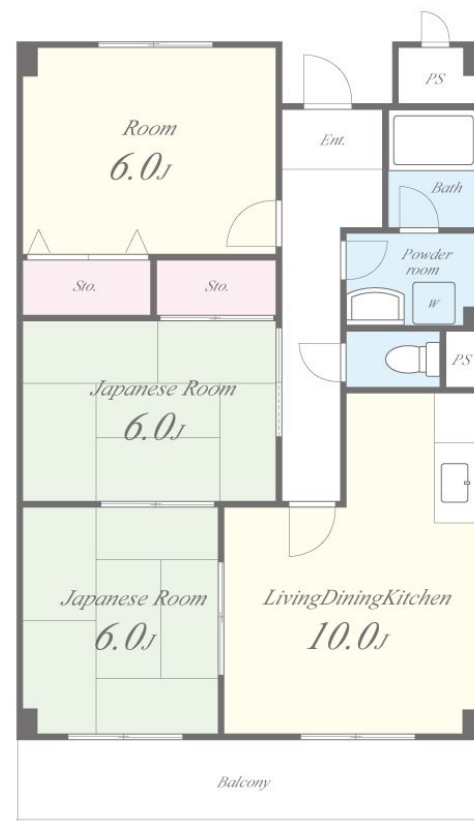 PS
Room
6.0J
Ent.
Bath
Powder
room
W
Sto.
Sto.
PS
Japanese Room
6.0J
Japanese Room
6.0J
LivingDiningKitchen
10.0J
Balcony